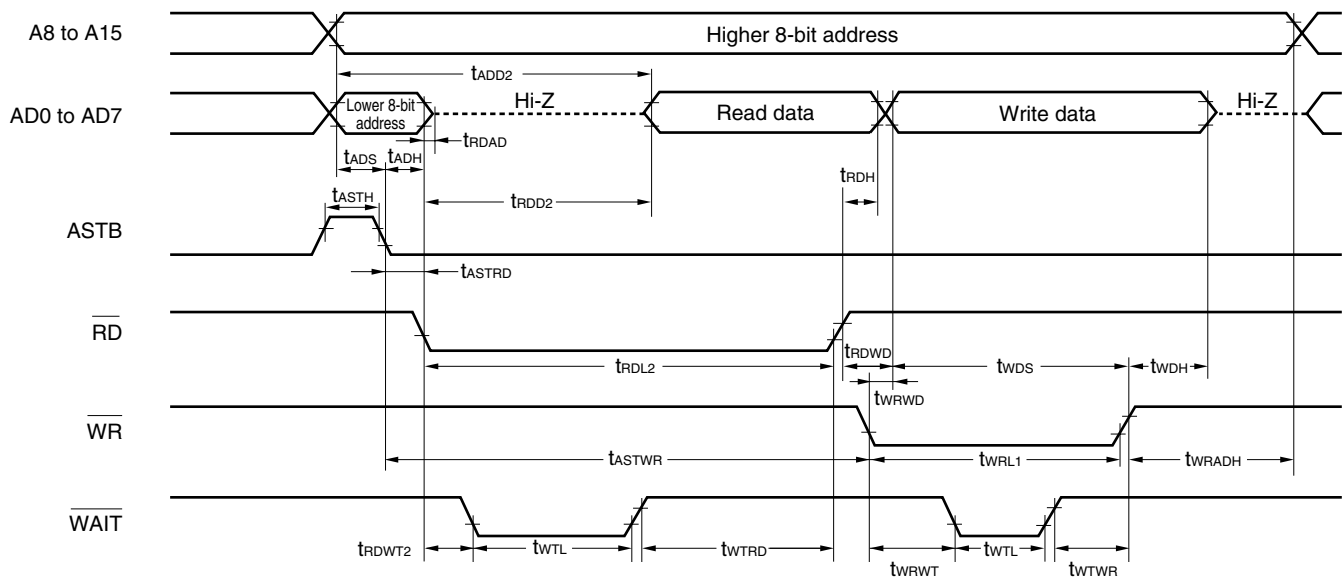 A8 to A15
Higher 8-bit address
tADD2
AD0 to AD7
Lower 8-bit
address
Hi-Z
Read data
Write data
Hi-Z
tRDAD
tADS
tADH
tRDH
tASTH
tRDD2
ASTB
tASTRD
RD
tRDWD
tRDL2
tWDS
tWDH
tWRWD
WR
tASTWR
tWRL1
tWRADH
WAIT
tRDWT2
tWTL
tWTRD
tWRWT
tWTL
tWTWR